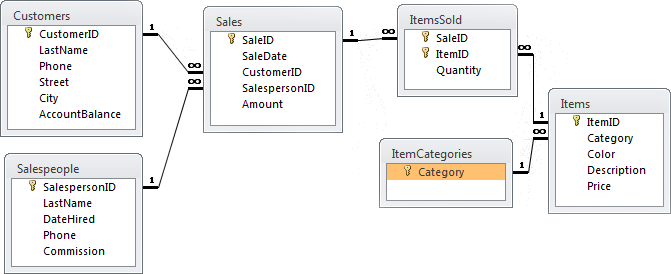 Customers
CustomerID
LastName
Phone
Street
City
AccountBalance
1
∞
∞
Sales
SaleID
SaleDate
CustomerID
SalespersonID
Amount
1
∞
ItemsSold
SaleID
ItemID
Quantity
∞
1
∞
Items
ItemID
Category
Color
Description
Price
ItemCategories
Category
1
Salespeople
SalespersonID
LastName
DateHired
Phone
Commission
1